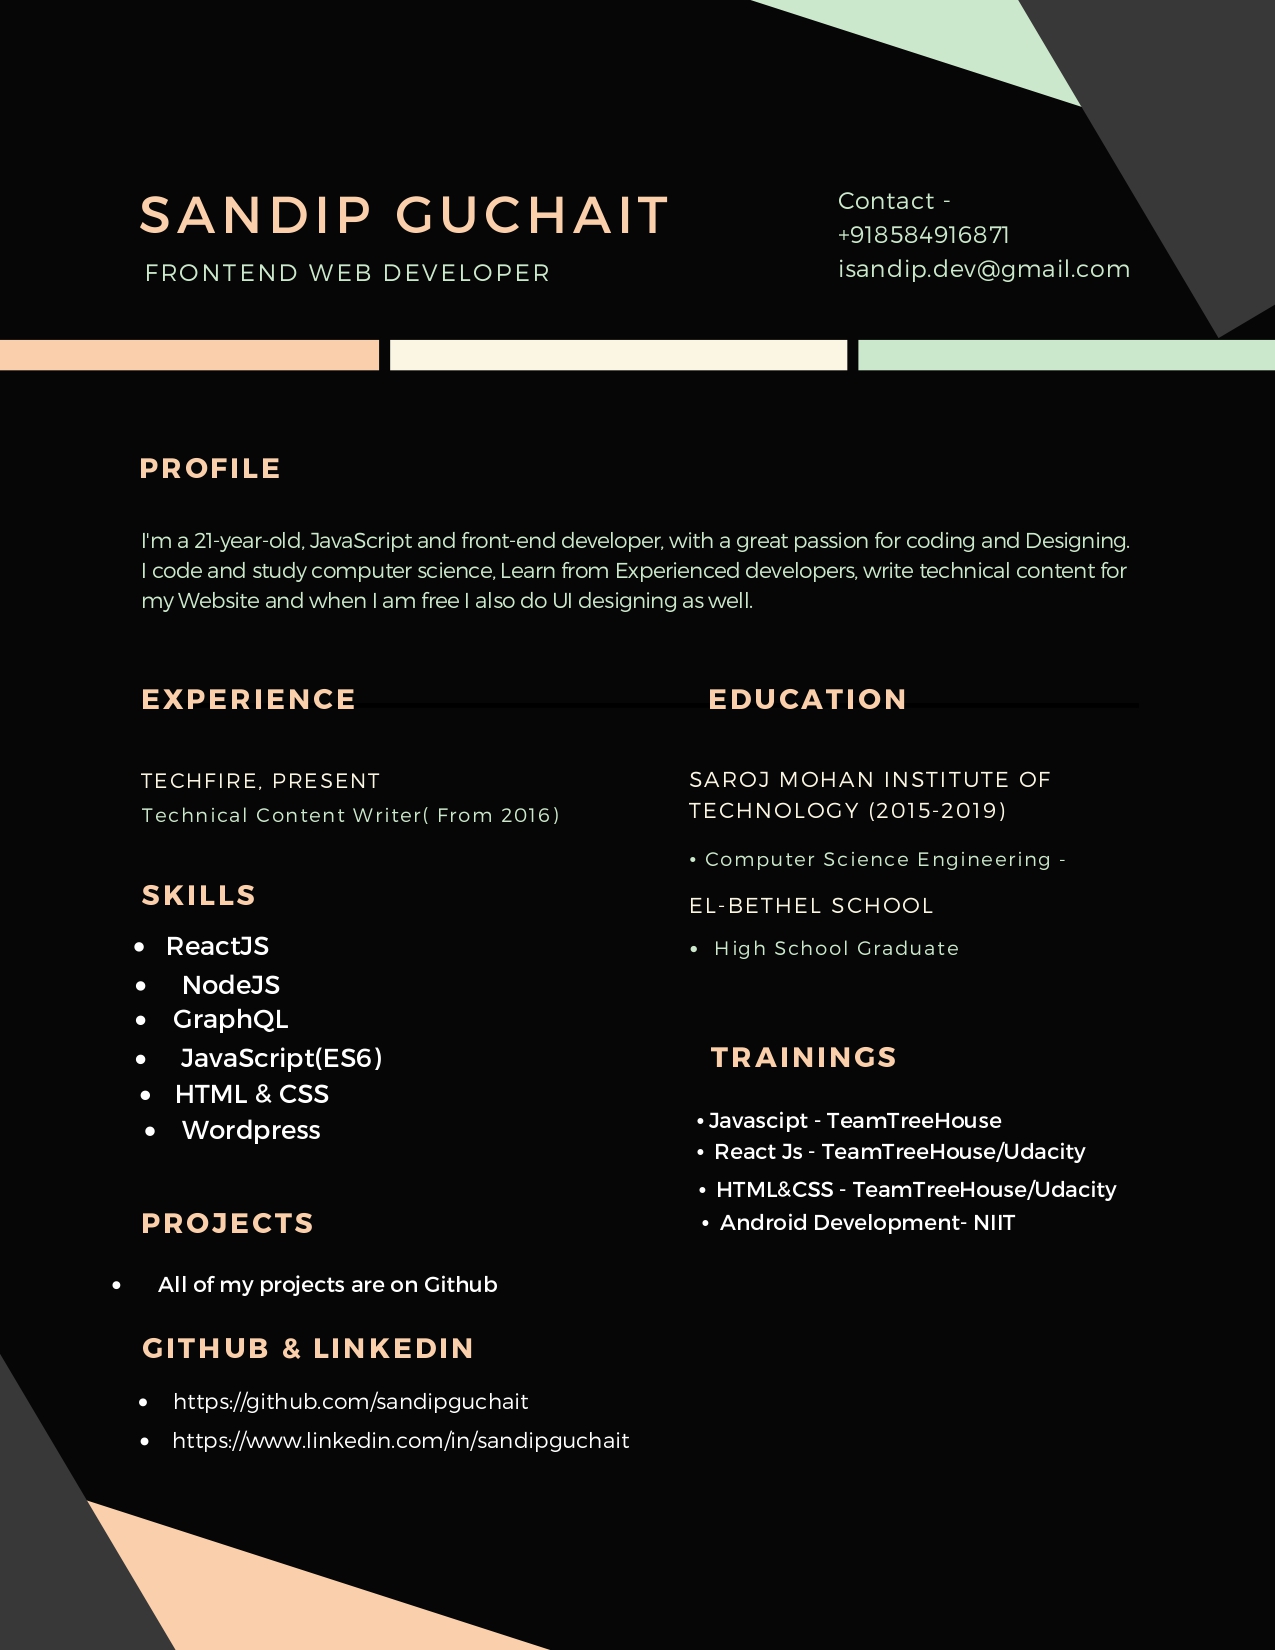 SANDIP GUCHAIT
FRONTEND WEB DEVELOPER
Contact -
+918584916871
isandip.dev@gmail.com
PROFILE
I'm a 21-year-old, JavaScript and front-end developer, with a great passion for coding and Designing.
I code and study computer science, Learn from Experienced developers, write technical content for
my Website and when I am free I also do UI designing as well.
EXPERIENCE
TECHFIRE, PRESENT
Technical Content Writer( From 2016)
SKILLS
• ReactJS
• NodeJS
• GraphQL
• JavaScript(ES6)
• HTML & CSS
• Wordpress
PROJECTS
• All of my projects are on Github
GITHUB & LINKEDIN
• https://github.com/sandipguchait
• https://www.linkedin.com/in/sandipguchait
EDUCATION
SAROJ MOHAN INSTITUTE OF
TECHNOLOGY (2015-2019)
• Computer Science Engineering -
EL-BETHEL SCHOOL
• High School Graduate
TRAININGS
• Javascipt - TeamTreeHouse
• React Js - TeamTreeHouse/Udacity
• HTML&CSS - TeamTreeHouse/Udacity
• Android Development- NIIT